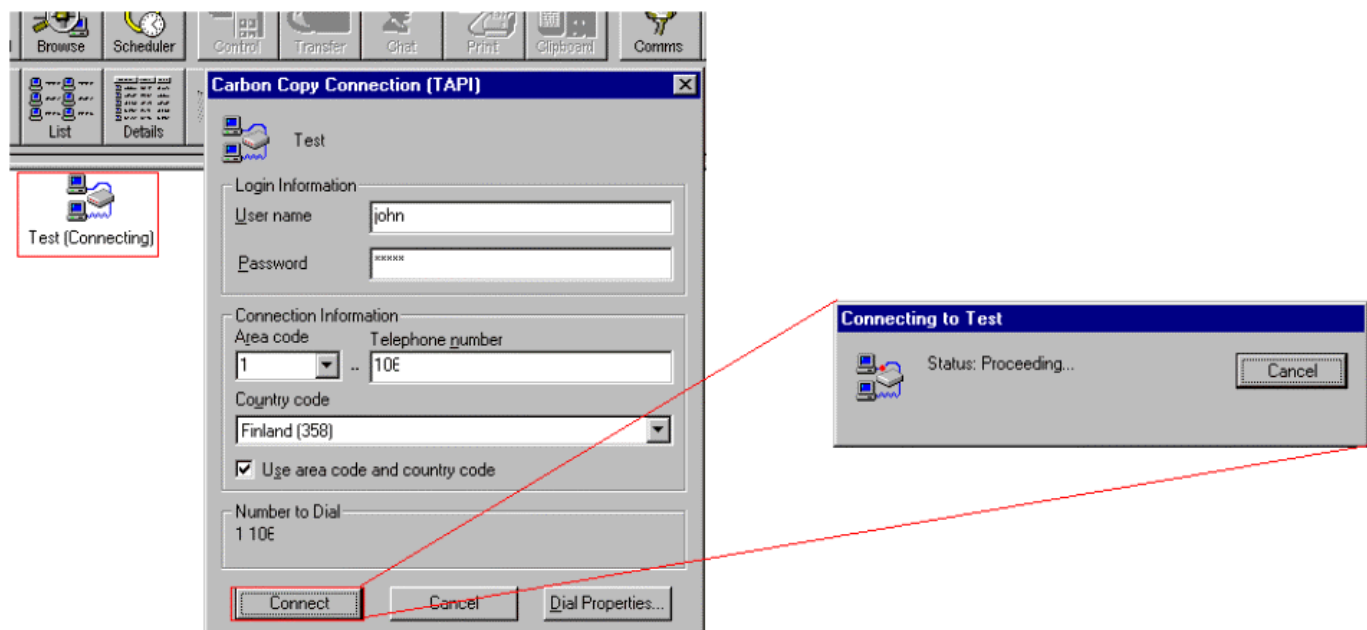 Browse Scheduler Control Transfer Chat Print Clipboard Comms
List Details
Carbon Copy Connection (TAPI)
Test
Test (Connecting)
Login Information
User name john
Password *****
Connection Information
Area code Telephone number
1 .. 106
Country code
Finland (358)
Use area code and country code
Number to Dial
1 106
Connect Cancel Dial Properties...
Connecting to Test
Status: Proceeding...
Cancel